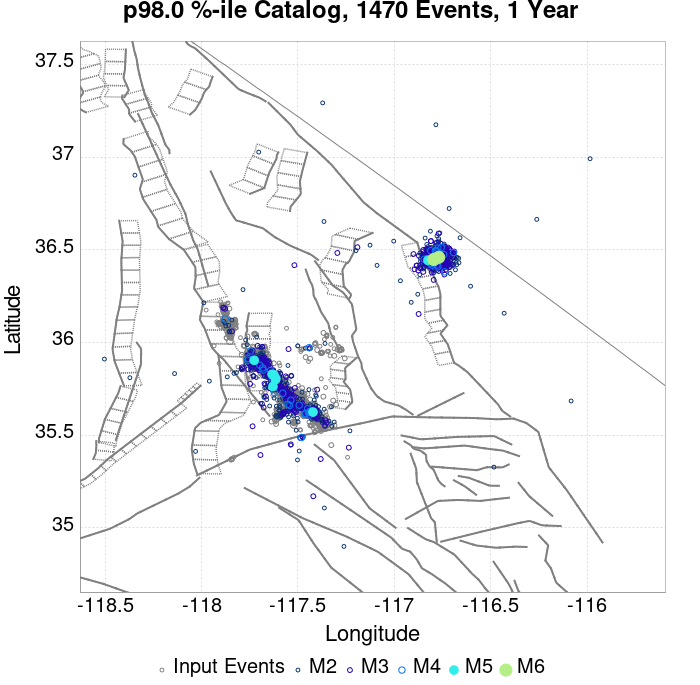 p98.0 %-ile Catalog, 1470 Events, 1 Year
37.5
37
36.5
36
35.5
35
Latitude
-118.5 -118 -117.5 -117 -116.5 -116
Longitude
Input Events M2 M3 M4 M5 M6